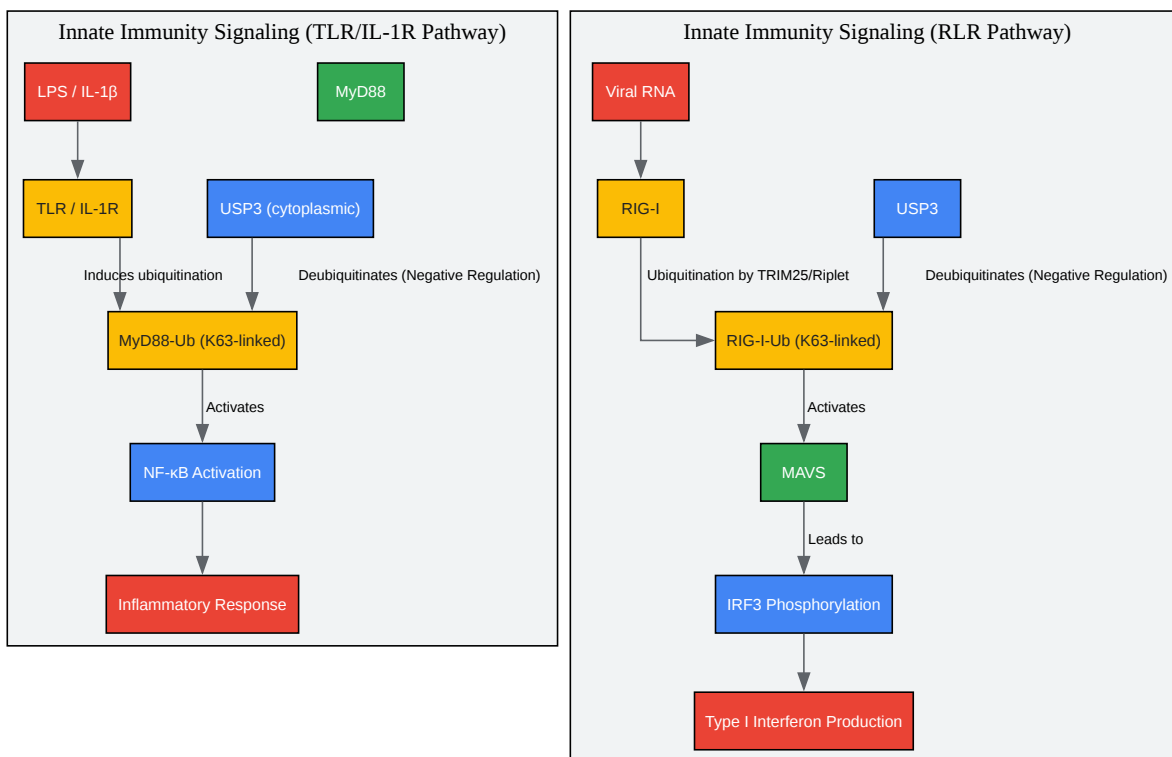 Innate Immunity Signaling (TLR/IL-1R Pathway)
LPS / IL-1β
MyD88
TLR / IL-1R
USP3 (cytoplasmic)
Induces ubiquitination
Deubiquitinates (Negative Regulation)
MyD88-Ub (K63-linked)
Activates
NF-κB Activation
Inflammatory Response
Innate Immunity Signaling (RLR Pathway)
Viral RNA
RIG-I
USP3
Ubiquitination by TRIM25/Riplet
Deubiquitinates (Negative Regulation)
RIG-I-Ub (K63-linked)
Activates
MAVS
Leads to
IRF3 Phosphorylation
Type I Interferon Production